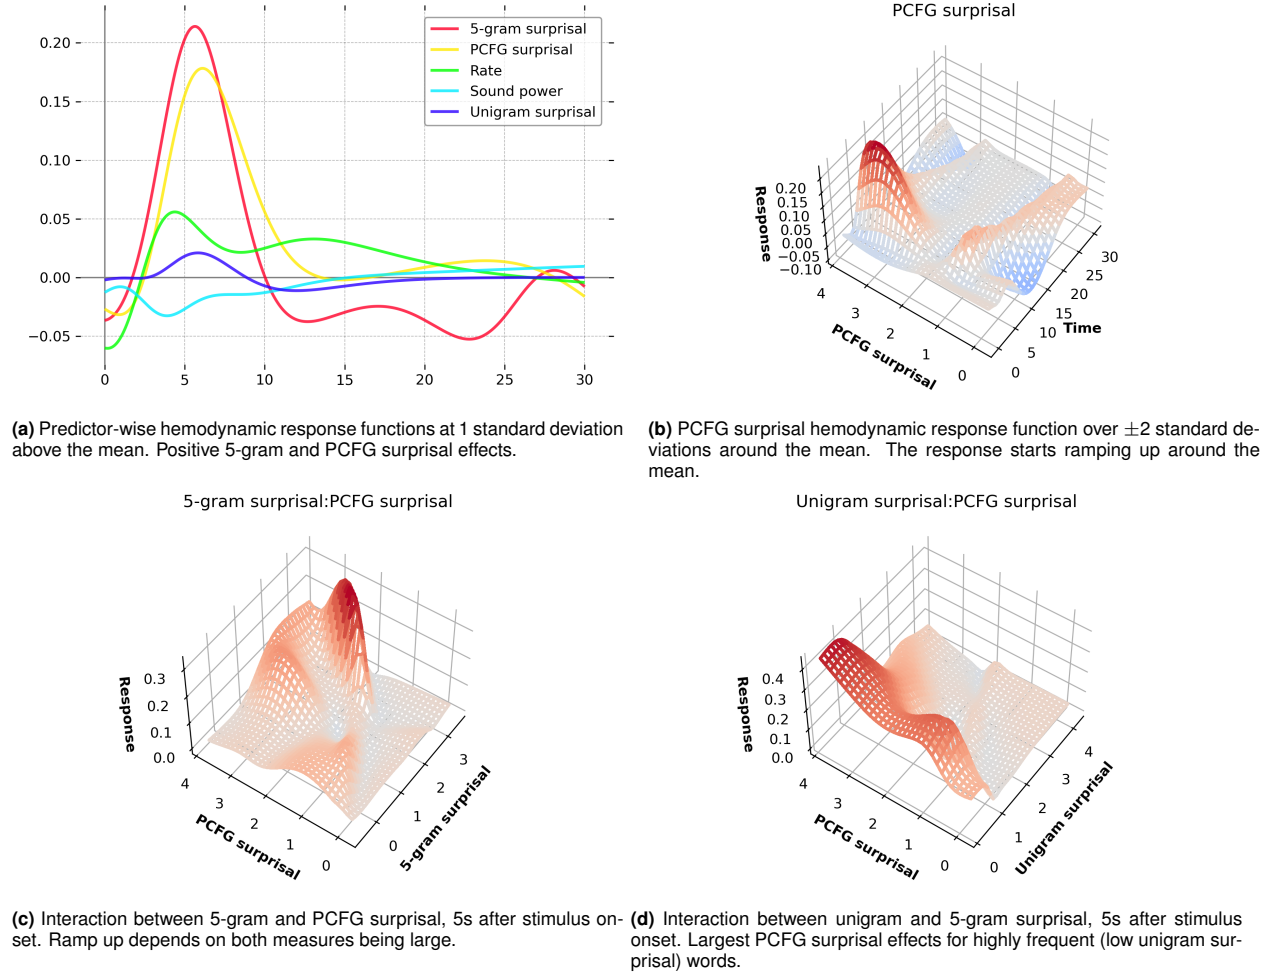 5-gram surprisal
PCFG surprisal
Rate
Sound power
Unigram surprisal
0.20
0.15
0.10
0.05
0.00
−0.05
0 5 10 15 20 25 30
(a) Predictor-wise hemodynamic response functions at 1 standard deviation
above the mean. Positive 5-gram and PCFG surprisal effects.
PCFG surprisal
Response
0.20
0.15
0.10
0.05
0.00
−0.05
−0.10
4 3 2 1 0
PCFG surprisal
0 5 10 15 20 25 30
Time
(b) PCFG surprisal hemodynamic response function over ±2 standard de-
viations around the mean. The response starts ramping up around the
mean.
5-gram surprisal:PCFG surprisal
Response
0.3
0.2
0.1
0.0
4 3 2 1 0
PCFG surprisal
0 1 2 3
5-gram surprisal
(c) Interaction between 5-gram and PCFG surprisal, 5s after stimulus on-
set. Ramp up depends on both measures being large.
Unigram surprisal:PCFG surprisal
Response
0.4
0.3
0.2
0.1
0.0
4 3 2 1 0
PCFG surprisal
0 1 2 3 4
Unigram surprisal
(d) Interaction between unigram and 5-gram surprisal, 5s after stimulus
onset. Largest PCFG surprisal effects for highly frequent (low unigram sur-
prisal) words.